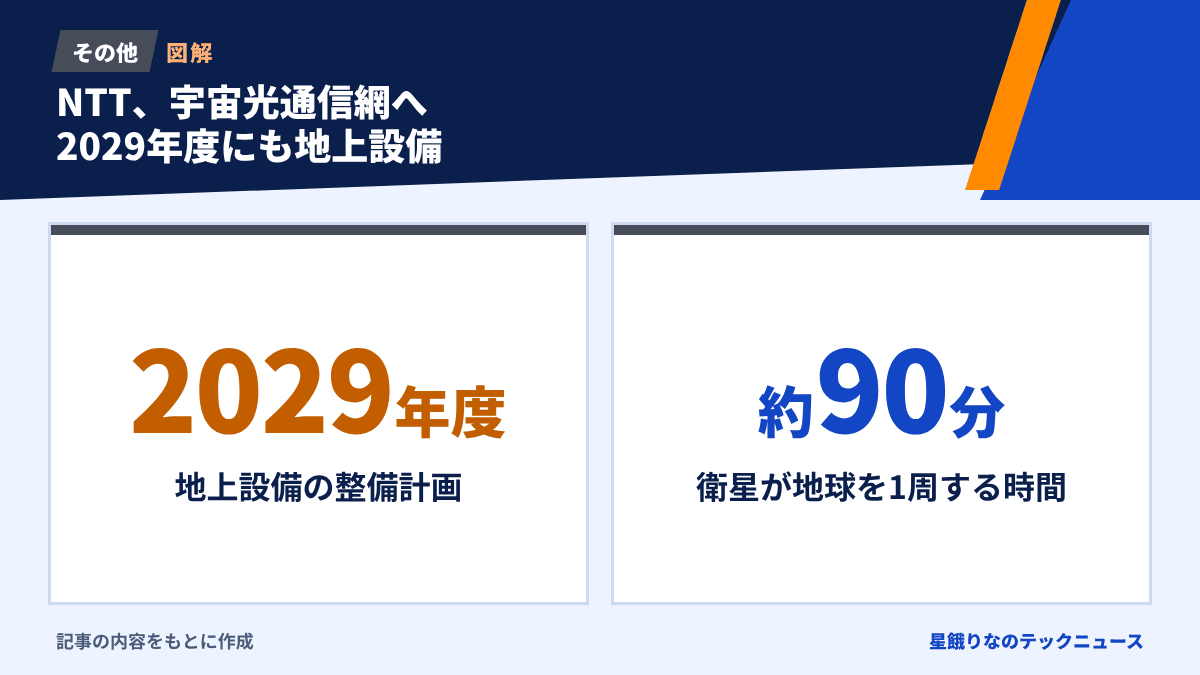 その他 図解
NTT、宇宙光通信網へ
2029年度にも地上設備
2029年度
地上設備の整備計画
約90分
衛星が地球を1周する時間
記事の内容をもとに作成
星餓りなのテックニュース